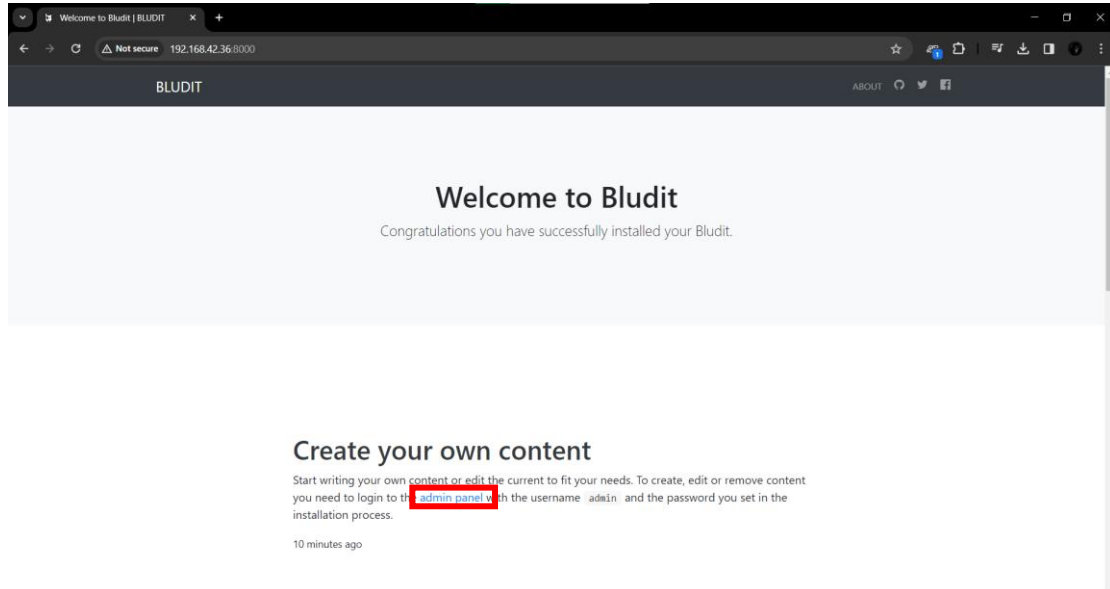 Welcome to Bludit | BLUDIT
Not secure 192.168.42.36:8000
1
BLUDIT
ABOUT
Welcome to Bludit
Congratulations you have successfully installed your Bludit.
Create your own content
Start writing your own content or edit the current to fit your needs. To create, edit or remove content
you need to login to the admin panel with the username admin and the password you set in the
installation process.
10 minutes ago